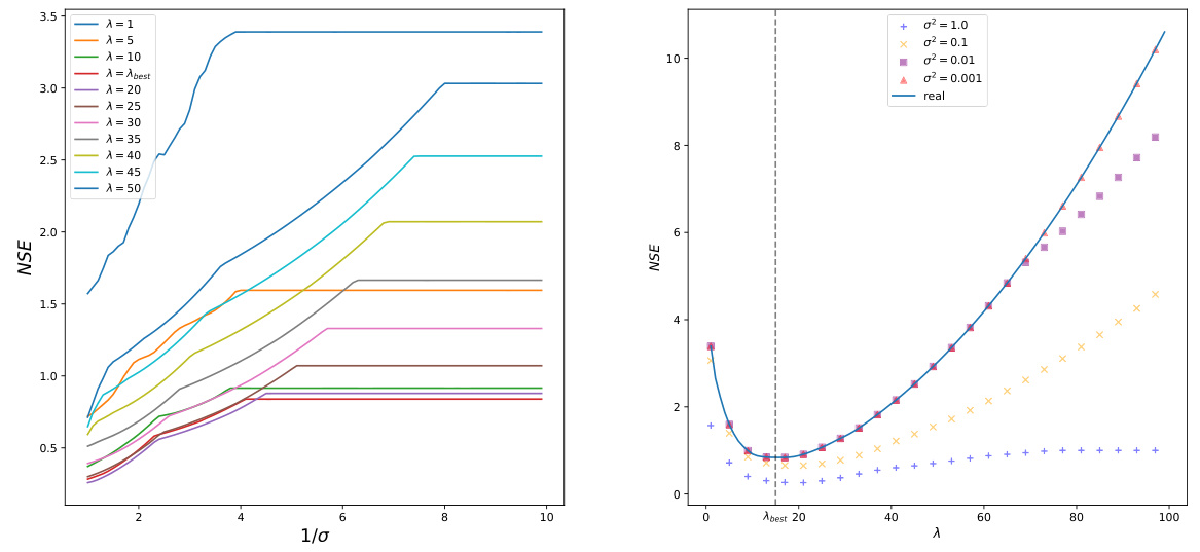 3.5
3.0
2.5
2.0
1.5
1.0
0.5
NSE
λ = 1
λ = 5
λ = 10
λ = λbest
λ = 20
λ = 25
λ = 30
λ = 35
λ = 40
λ = 45
λ = 50
2 4 6 8 10
1/σ
10
8
6
4
2
0
NSE
σ² = 1.0
σ² = 0.1
σ² = 0.01
σ² = 0.001
real
0 λbest 20 40 60 80 100
λ